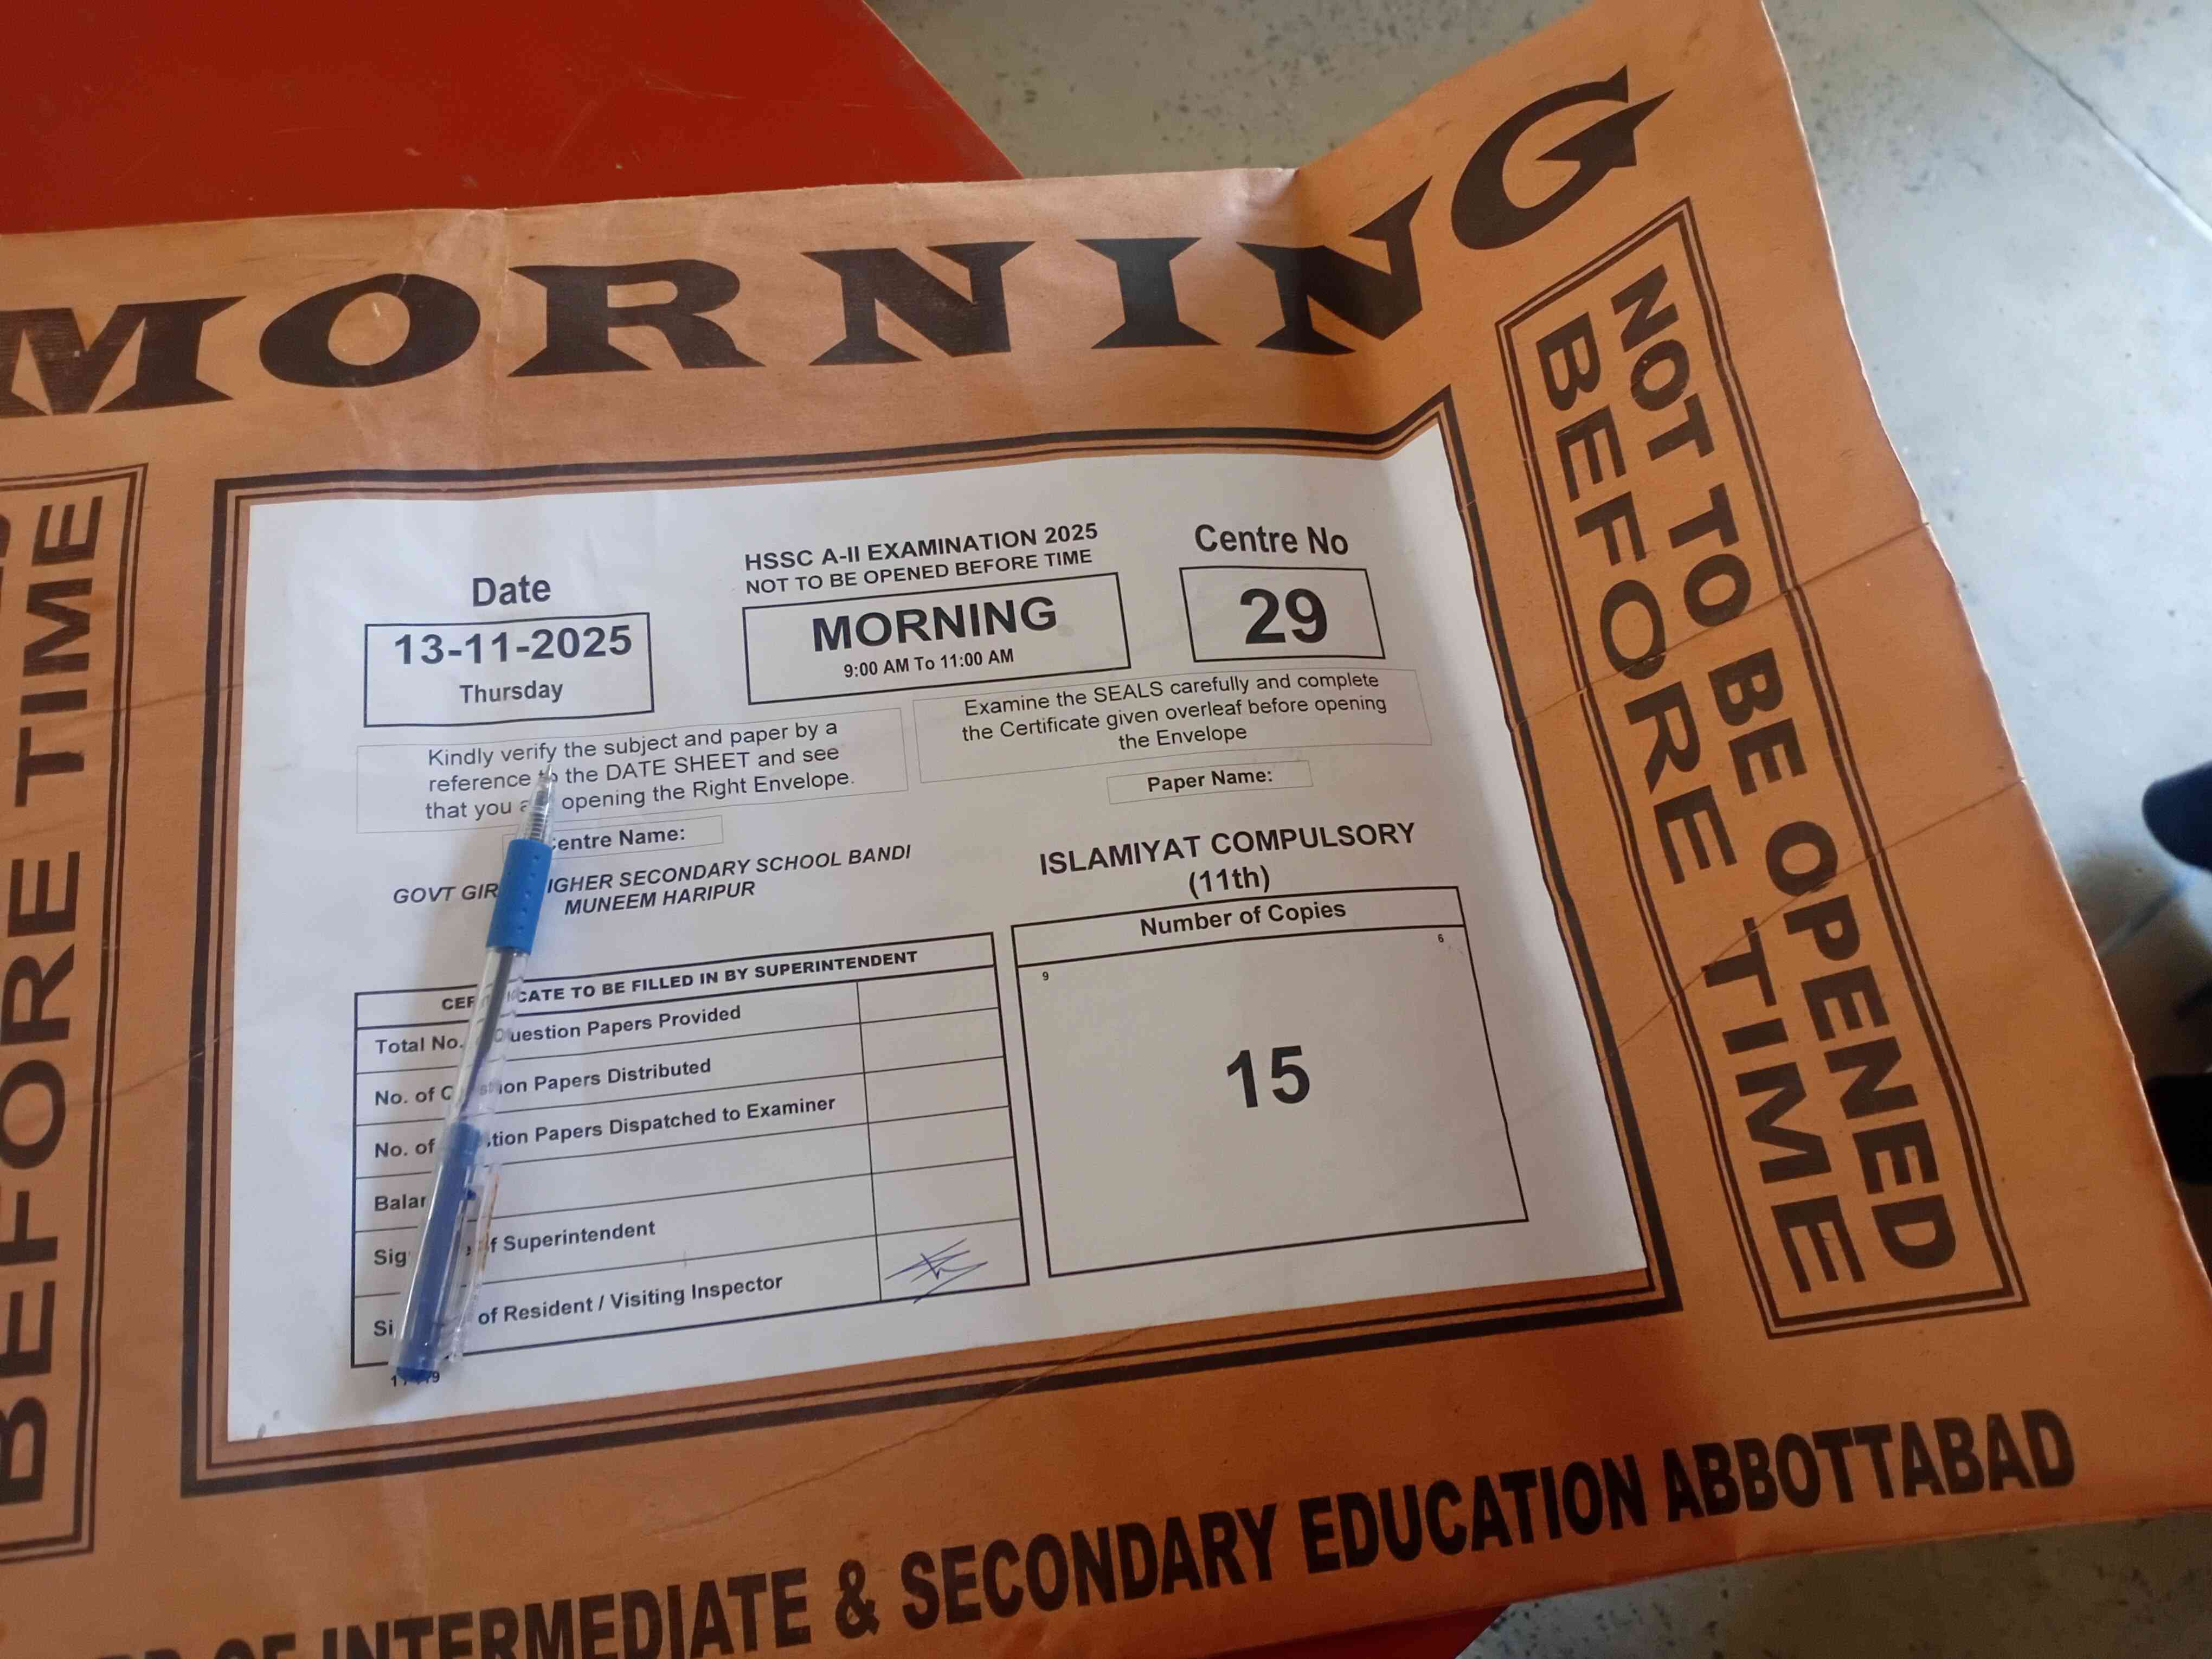 MORNING
BEFORE TIME
NOT TO BE OPENED
BEFORE TIME
HSSC A-II EXAMINATION 2025
NOT TO BE OPENED BEFORE TIME
Date
13-11-2025
Thursday
MORNING
9:00 AM To 11:00 AM
Centre No
29
Kindly verify the subject and paper by a
reference to the DATE SHEET and see
that you opening the Right Envelope.
Examine the SEALS carefully and complete
the Certificate given overleaf before opening
the Envelope
Centre Name:
GOVT SECONDARY SCHOOL BANDI
MUNEEM HARIPUR
Paper Name:
ISLAMIYAT COMPULSORY
(11th)
Number of Copies
9
6
15
TO BE FILLED IN BY SUPERINTENDENT
Total No. Question Papers Provided
No. of Papers Distributed
No. of Papers Dispatched to Examiner
of Superintendent
of Resident / Visiting Inspector
OF INTERMEDIATE & SECONDARY EDUCATION ABBOTTABAD